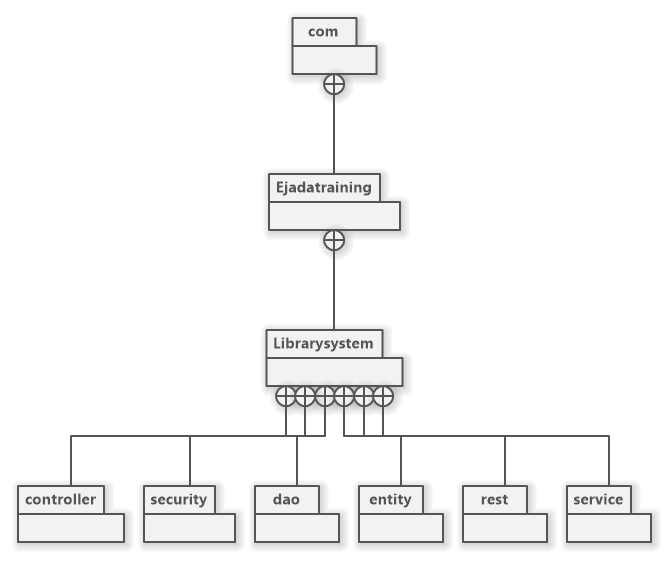 com
Ejadatraining
Librarysystem
controller security dao entity rest service